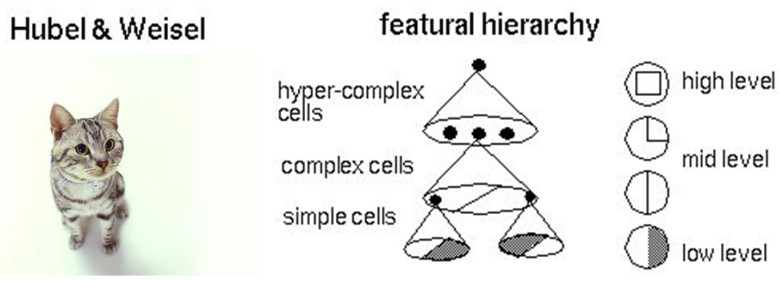 Hubel & Weisel
featural hierarchy
hyper-complex
cells
complex cells
simple cells
high level
mid level
low level